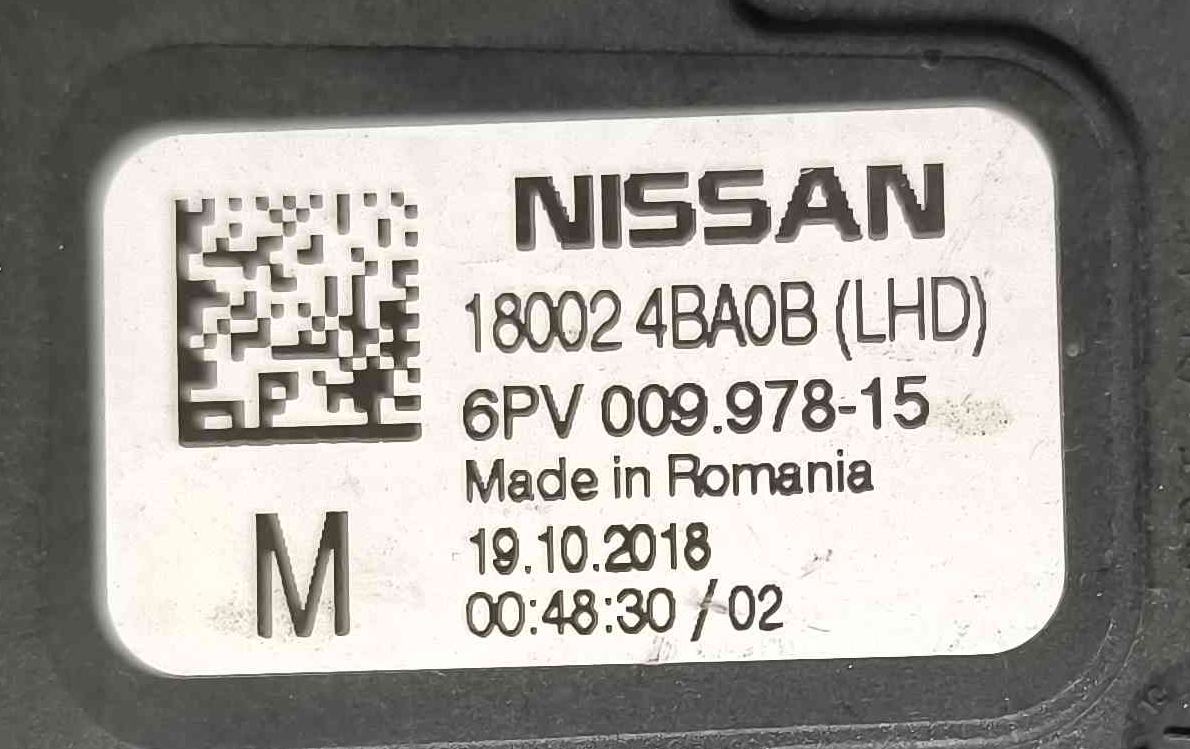 NISSAN
18002 4BA0B (LHD)
6PV 009.978-15
Made in Romania
19.10.2018
00:48:30 / 02
M